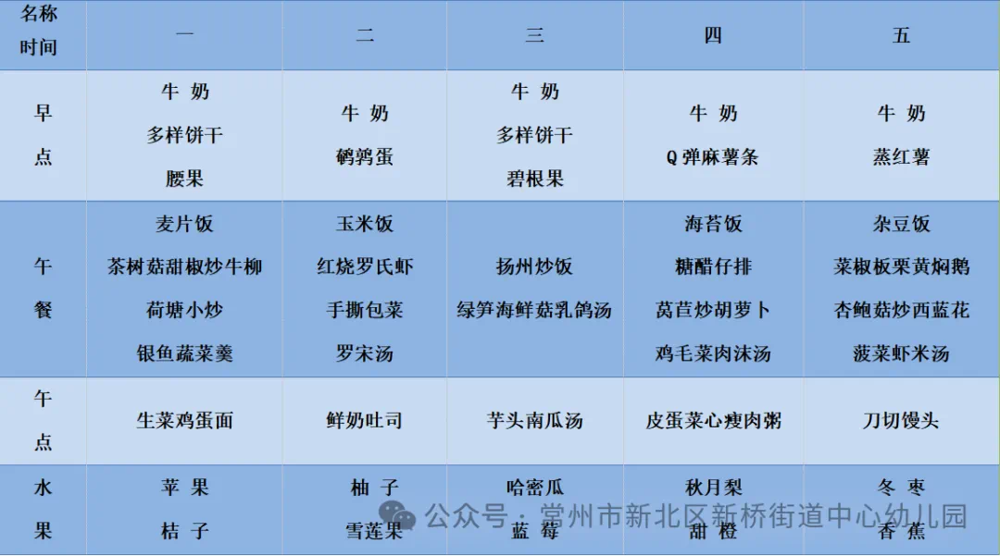 名称
时间
一
二
三
四
五
早
点
牛 奶
多样饼干
腰果
牛 奶
鹌鹑蛋
牛 奶
多样饼干
碧根果
牛 奶
Q弹麻薯条
牛 奶
蒸红薯
午
餐
麦片饭
茶树菇甜椒炒牛柳
荷塘小炒
银鱼蔬菜羹
玉米饭
红烧罗氏虾
手撕包菜
罗宋汤
扬州炒饭
绿笋海鲜菇乳鸽汤
海苔饭
糖醋仔排
莴苣炒胡萝卜
鸡毛菜肉沫汤
杂豆饭
菜椒板栗黄焖鹅
杏鲍菇炒西蓝花
菠菜虾米汤
午
点
生菜鸡蛋面
鲜奶吐司
芋头南瓜汤
皮蛋菜心瘦肉粥
刀切馒头
水
果
苹 果
桔 子
柚 子
雪莲果
哈密瓜
蓝 莓
秋月梨
甜 橙
冬 枣
香 蕉
公众号·常州市新北区新桥街道中心幼儿园